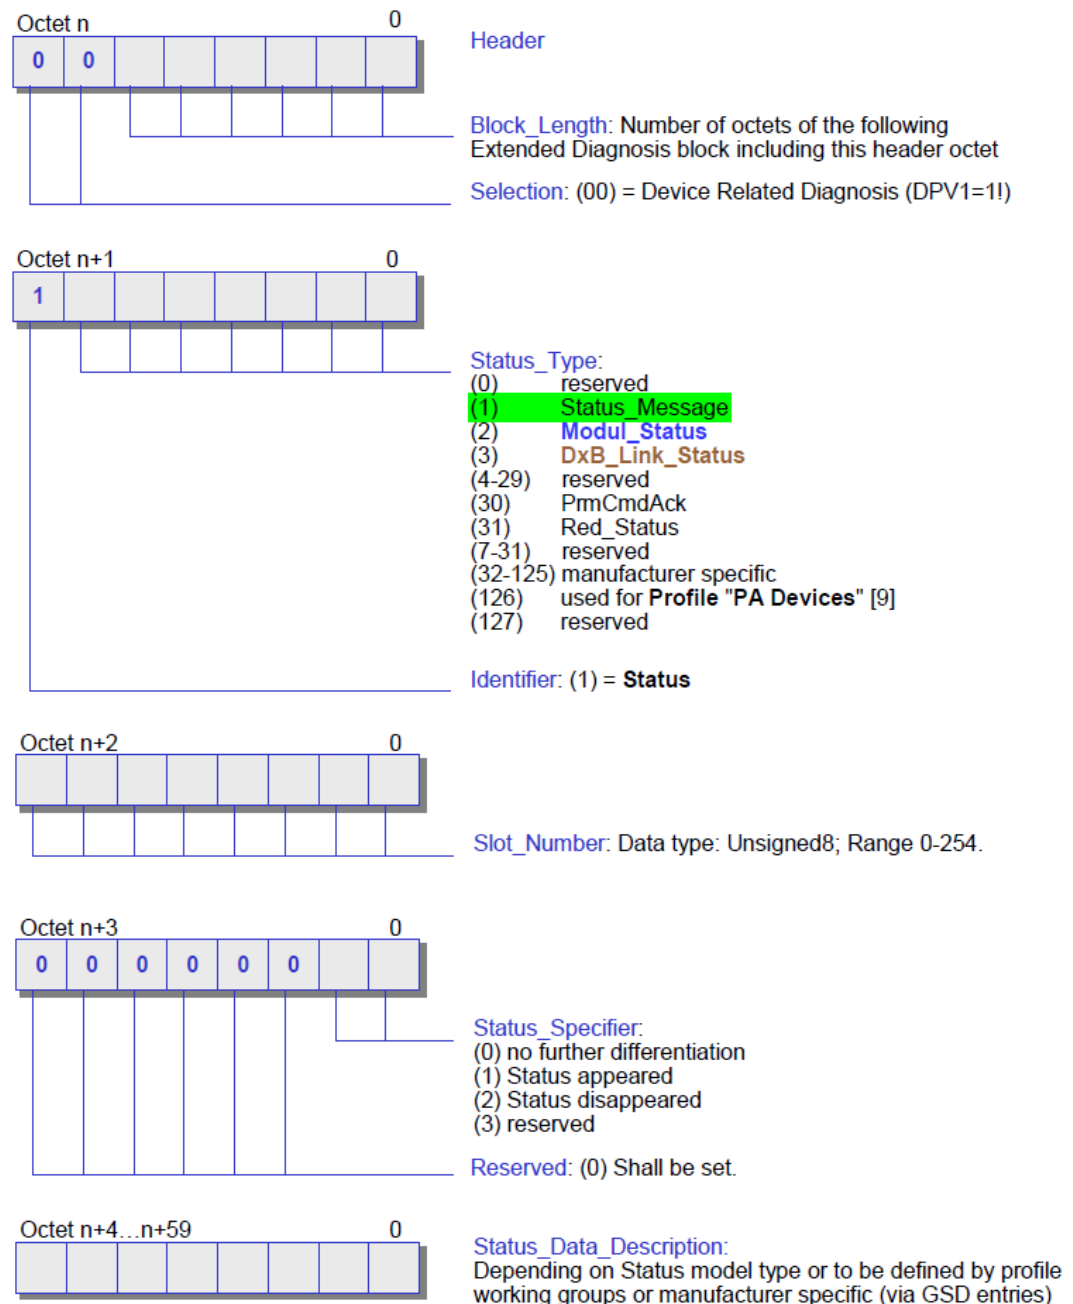 Octet n 0
0 0
Header
Block_Length: Number of octets of the following
Extended Diagnosis block including this header octet
Selection: (00) = Device Related Diagnosis (DPV1=1!)
Octet n+1 0
1
Status_Type:
(0) reserved
(1) Status_Message
(2) Modul_Status
(3) DxB_Link_Status
(4-29) reserved
(30) PrmCmdAck
(31) Red_Status
(7-31) reserved
(32-125) manufacturer specific
(126) used for Profile "PA Devices" [9]
(127) reserved
Identifier: (1) = Status
Octet n+2 0
Slot_Number: Data type: Unsigned8; Range 0-254.
Octet n+3 0
0 0 0 0 0 0
Status_Specifier:
(0) no further differentiation
(1) Status appeared
(2) Status disappeared
(3) reserved
Reserved: (0) Shall be set.
Octet n+4...n+59 0
Status_Data_Description:
Depending on Status model type or to be defined by profile
working groups or manufacturer specific (via GSD entries)